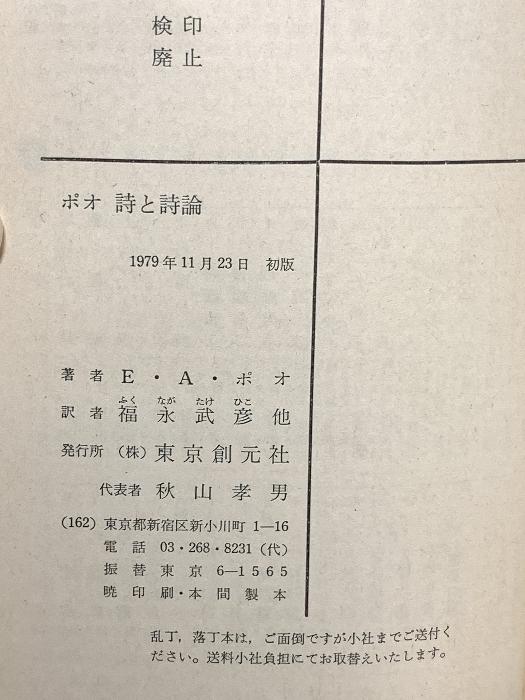 検印
廃止
ポオ 詩と詩論
1979年11月23日 初版
著者 E・A・ポオ
ふく なが たけ ひこ
訳者 福永武彦他
発行所 (株) 東京創元社
代表者 秋山孝男
(162) 東京都新宿区新小川町 1―16
電話 03・268・8231 (代)
振替東京 6―1565
暁印刷・本間製本
乱丁,落丁本は,ご面倒ですが小社までご送付く
ださい。送料小社負担にてお取替えいたします。